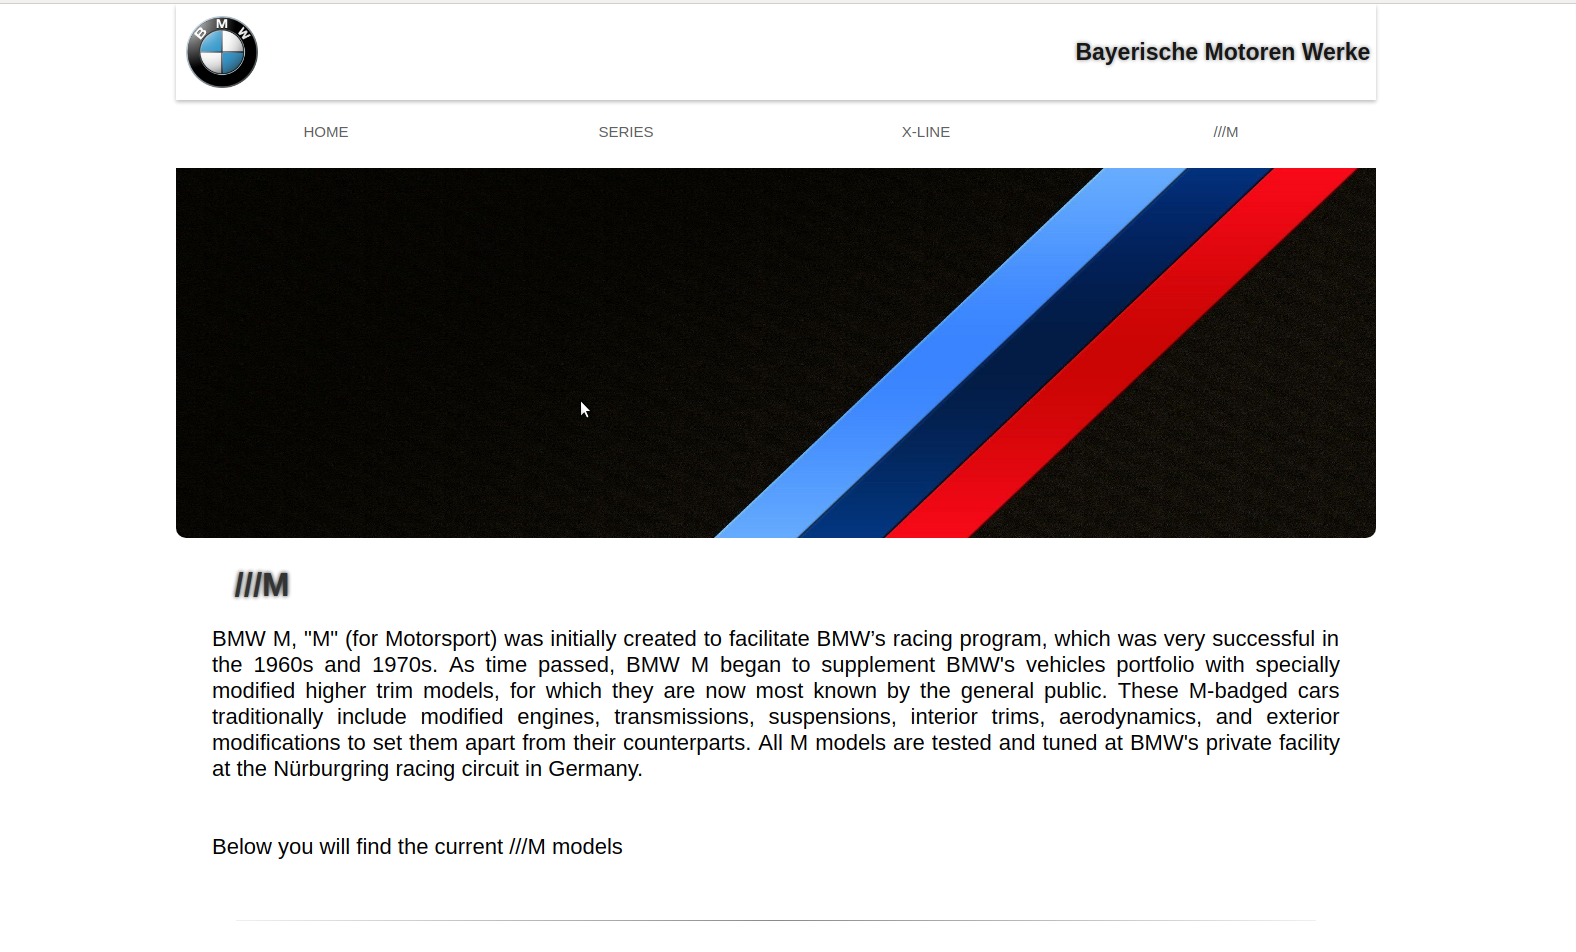 B M W
Bayerische Motoren Werke
HOME SERIES X-LINE ///M
///M
BMW M, "M" (for Motorsport) was initially created to facilitate BMW’s racing program, which was very successful in
the 1960s and 1970s. As time passed, BMW M began to supplement BMW's vehicles portfolio with specially
modified higher trim models, for which they are now most known by the general public. These M-badged cars
traditionally include modified engines, transmissions, suspensions, interior trims, aerodynamics, and exterior
modifications to set them apart from their counterparts. All M models are tested and tuned at BMW's private facility
at the Nürburgring racing circuit in Germany.
Below you will find the current ///M models